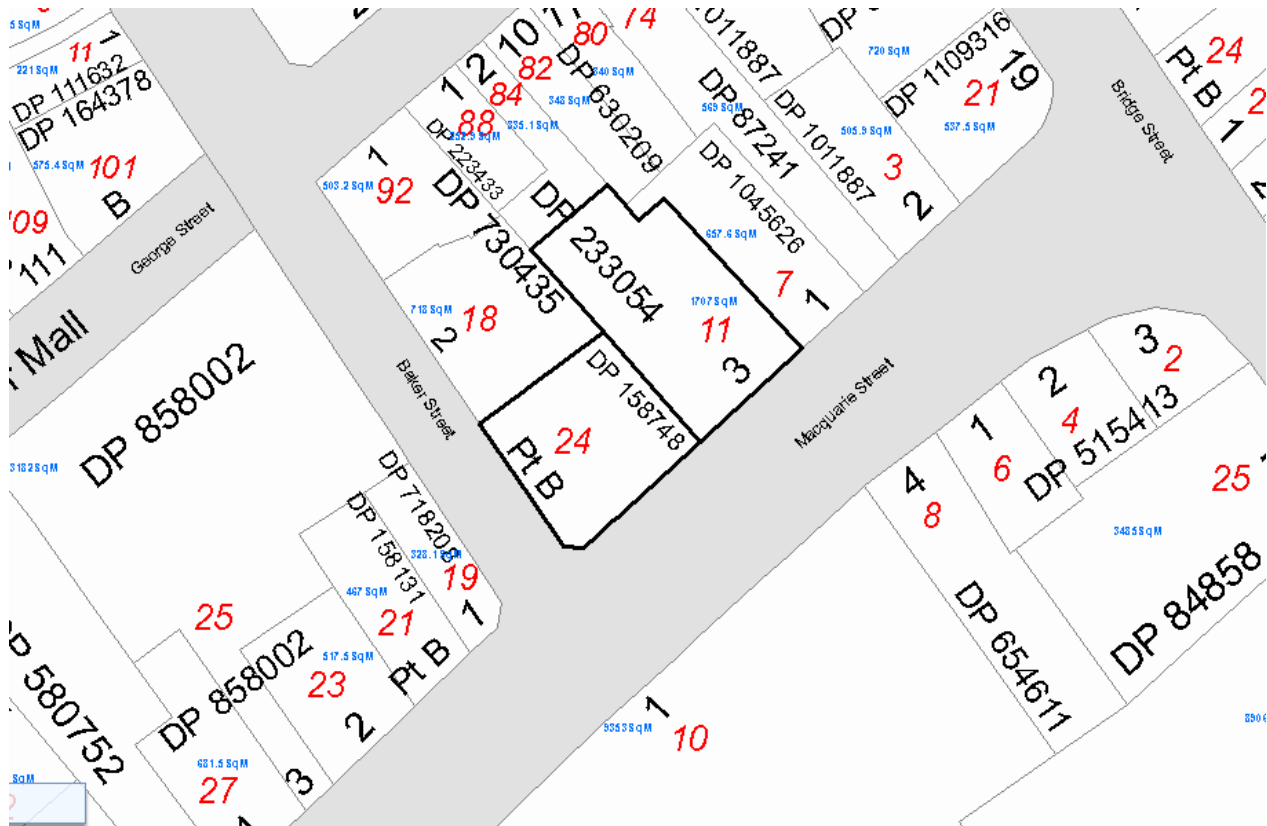 74
11
1
80
10
82
2
84
1
88
221 SqM
DP 111632
DP 164378
575.4 SqM
101
B
111
George Street
1
503.2 SqM
92
DP 223433
DP 730435
DP
DP 630209
348 SqM
335.1 SqM
1011887
DP 87241
569 SqM
720 SqM
DP 1109316
19
21
537.5 SqM
DP 1011887
505.9 SqM
3
2
Bridge Street
24
Pt B
1
DP 1045626
657.6 SqM
7
1
233054
1707 SqM
11
3
718 SqM
18
2
Baker Street
Mall
DP 858002
3182 SqM
DP 158748
24
Pt B
Macquarie Street
3
2
2
4
1
6
DP 515413
4
8
25
3485 SqM
DP 84858
DP 654611
DP 718208
DP 158131
328.1 SqM
19
1
467 SqM
21
Pt B
25
517.5 SqM
23
2
DP 858002
580752
681.5 SqM
27
3
1
9353 SqM
10
SqM